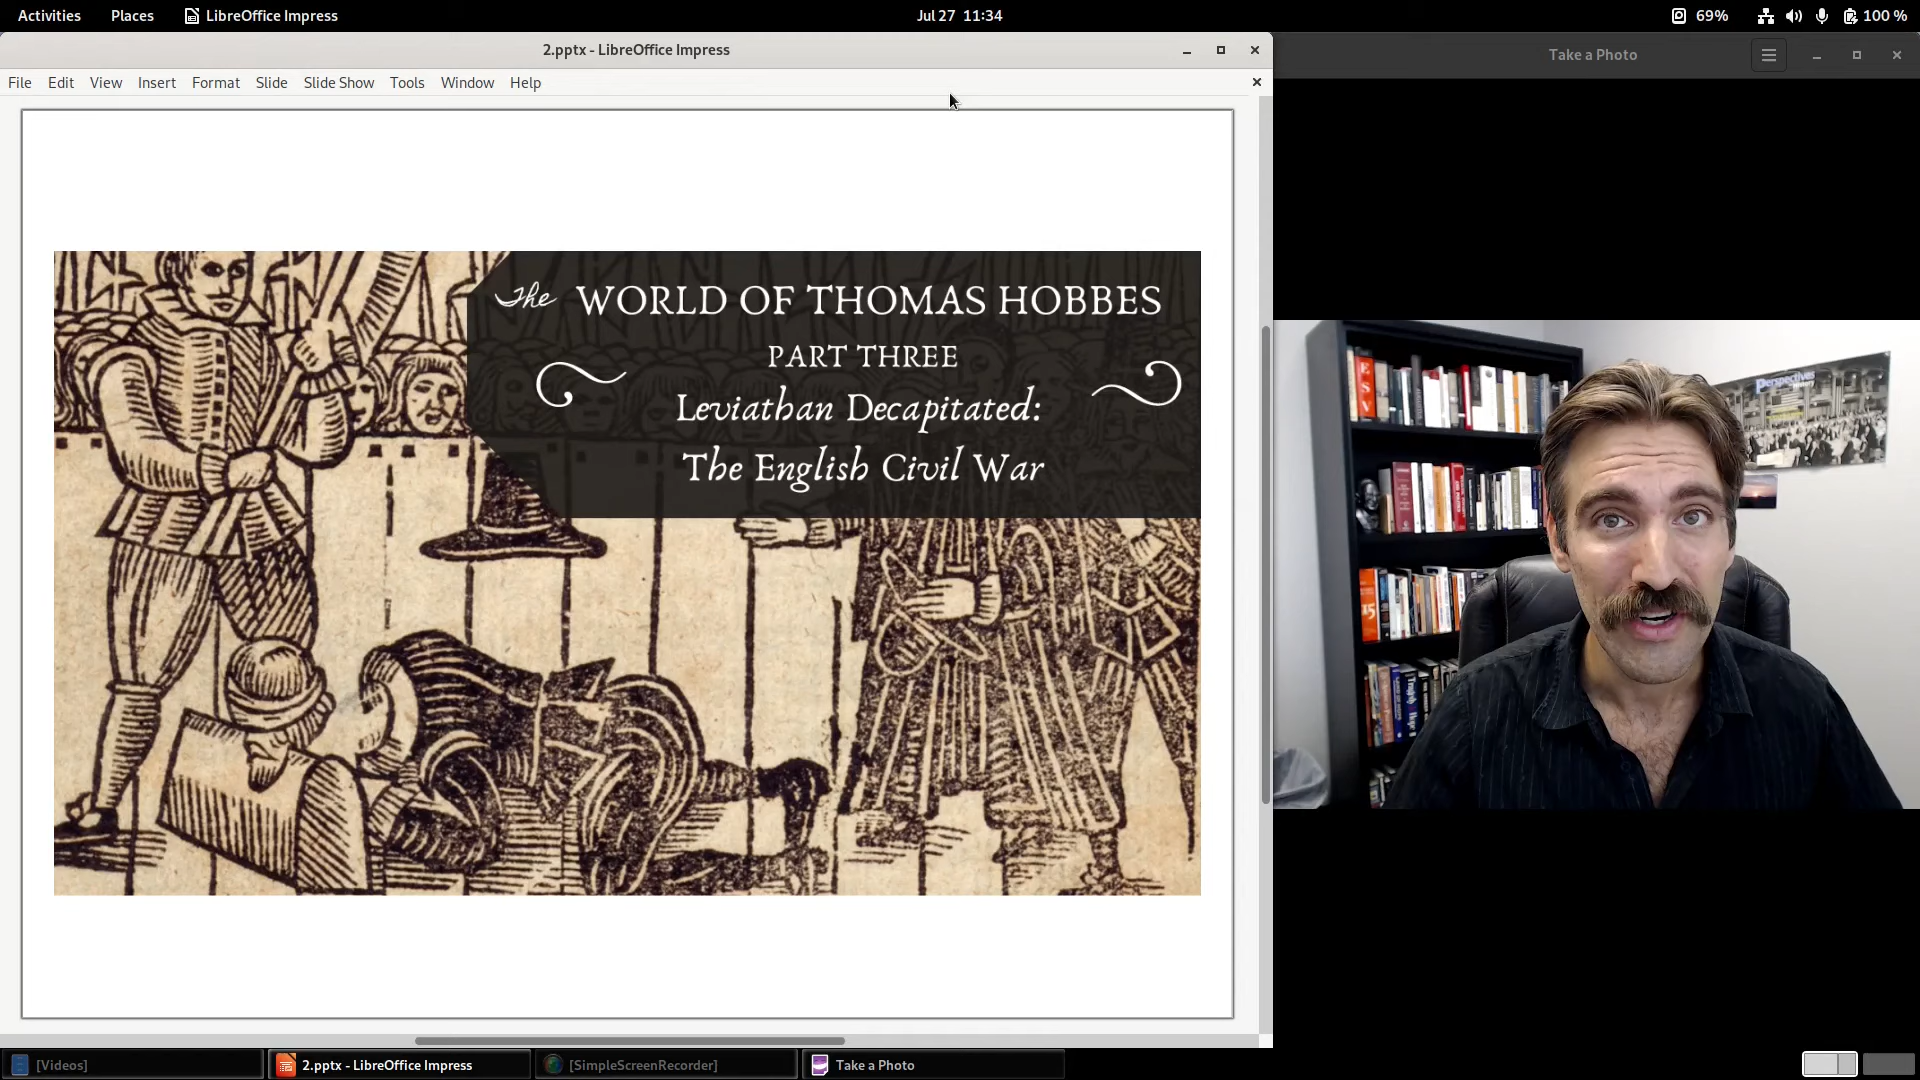 Activities Places LibreOffice Impress Jul 27 11:34 69% 100 %
2.pptx - LibreOffice Impress
Take a Photo
File Edit View Insert Format Slide Slide Show Tools Window Help
The WORLD OF THOMAS HOBBES
PART THREE
Leviathan Decapitated:
The English Civil War
Perspectives
ESV
[Videos] 2.pptx - LibreOffice Impress [SimpleScreenRecorder] Take a Photo